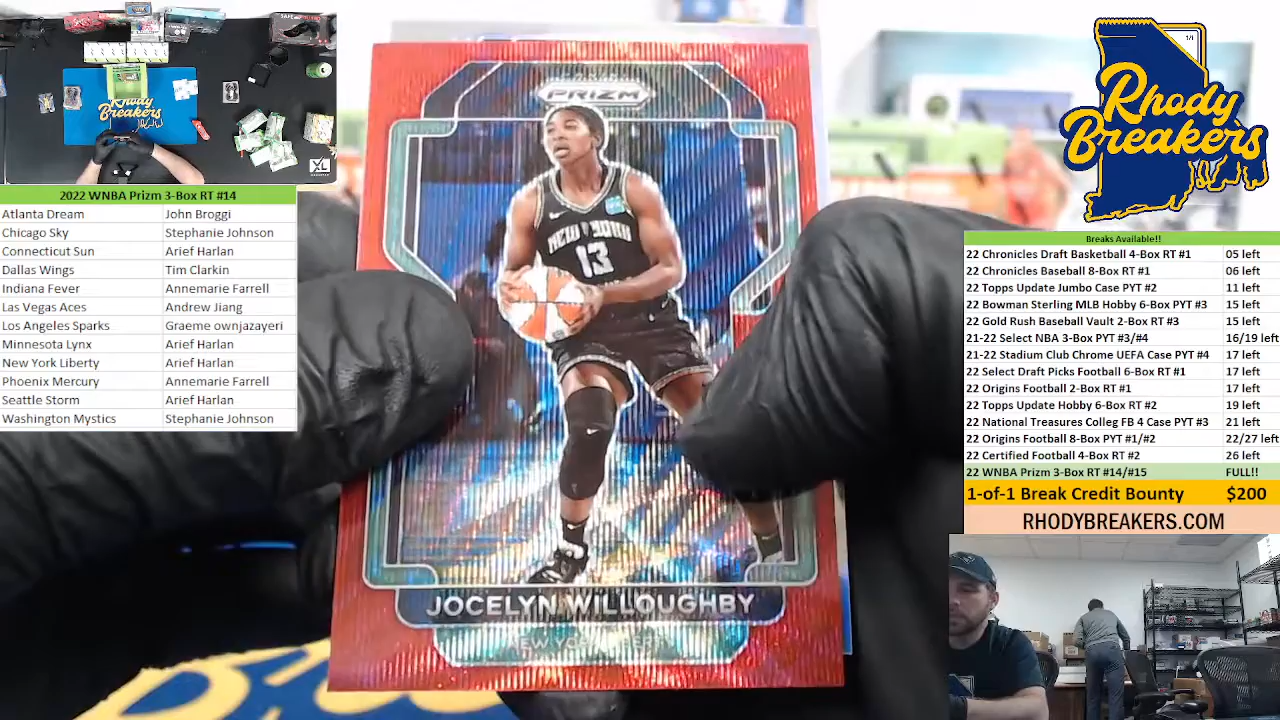 2022 WNBA Prizm 3-Box RT #14
Atlanta Dream John Broggi
Chicago Sky Stephanie Johnson
Connecticut Sun Arief Harlan
Dallas Wings Tim Clarkin
Indiana Fever Annemarie Farrell
Las Vegas Aces Andrew Jiang
Los Angeles Sparks Graeme ownjazayeri
Minnesota Lynx Arief Harlan
New York Liberty Arief Harlan
Phoenix Mercury Annemarie Farrell
Seattle Storm Arief Harlan
Washington Mystics Stephanie Johnson
Rhody
Breakers
XL
PRIZM
NEW YORK
13
JOCELYN WILLOUGHBY
1/1
Rhody
Breakers
Breaks Available!!
22 Chronicles Draft Basketball 4-Box RT #1 05 left
22 Chronicles Baseball 8-Box RT #1 06 left
22 Topps Update Jumbo Case PYT #2 11 left
22 Bowman Sterling MLB Hobby 6-Box PYT #3 15 left
22 Gold Rush Baseball Vault 2-Box RT #3 15 left
21-22 Select NBA 3-Box PYT #3/#4 16/19 left
21-22 Stadium Club Chrome UEFA Case PYT #4 17 left
22 Select Draft Picks Football 6-Box RT #1 17 left
22 Origins Football 2-Box RT #1 17 left
22 Topps Update Hobby 6-Box RT #2 19 left
22 National Treasures Colleg FB 4 Case PYT #3 21 left
22 Origins Football 8-Box PYT #1/#2 22/27 left
22 Certified Football 4-Box RT #2 26 left
22 WNBA Prizm 3-Box RT #14/#15 FULL!!
1-of-1 Break Credit Bounty $200
RHODYBREAKERS.COM